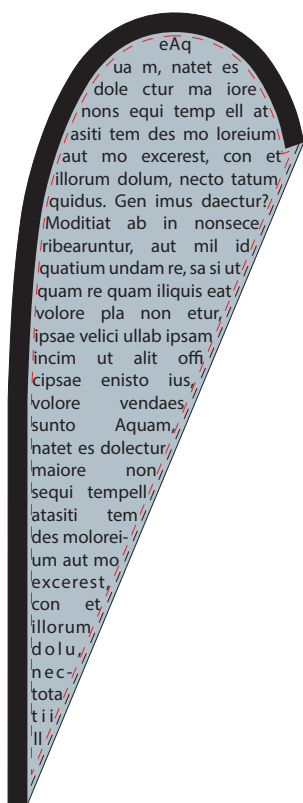 eAq
ua m, natet es
dole ctur ma iore
nons equi temp ell at
asiti tem des mo loreium
aut mo excerest, con et
illorum dolum, necto tatum
quidus. Gen imus daectur?
Moditiat ab in nonsece
ribearuntur, aut mil id
quatium undam re, sa si ut
quam re quam iliquis eat
volore pla non etur,
ipsae velici ullab ipsam
incim ut alit offi
cipsae enisto ius,
volore vendaes
sunto Aquam,
natet es dolectur
maiore non
sequi tempell
atasiti tem
des molorei-
um aut mo
excerest,
con et
illorum
dolu,
nec-
tota
tii
ll